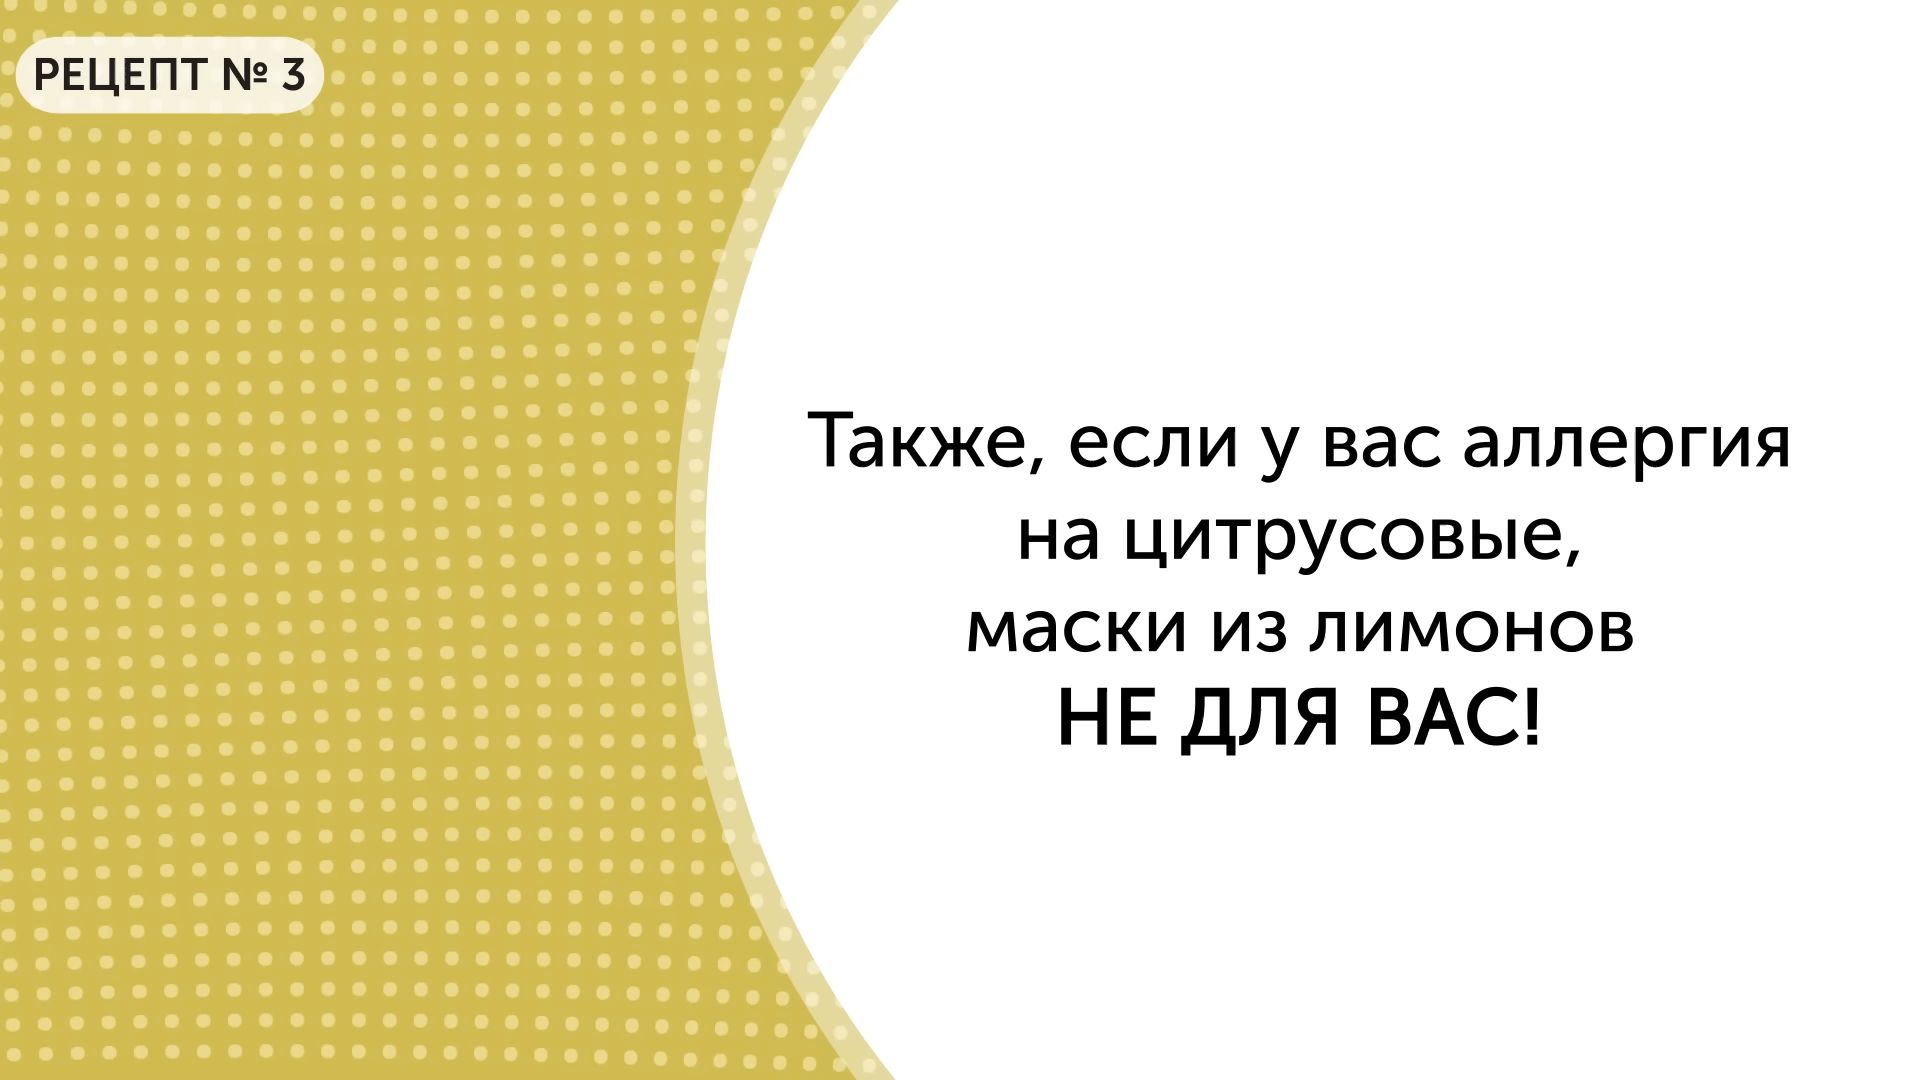 РЕЦЕПТ № 3
Также, если у вас аллергия
на цитрусовые,
маски из лимонов
НЕ ДЛЯ ВАС!